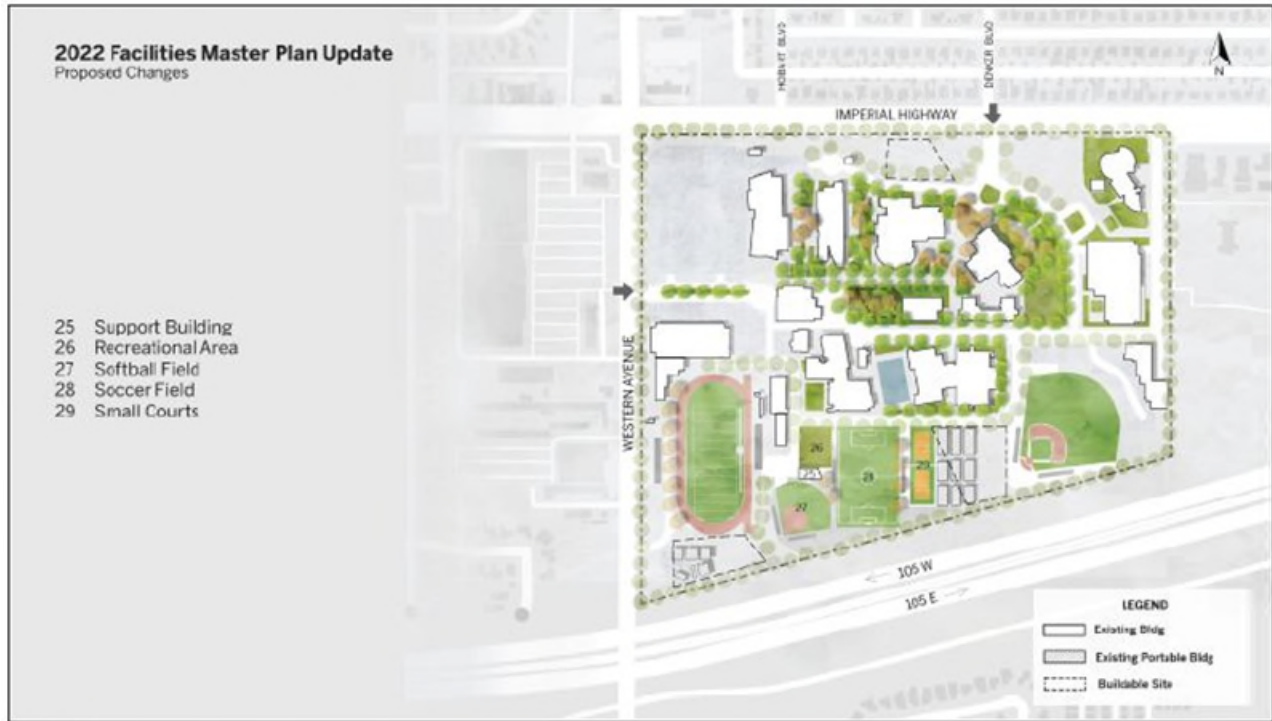 2022 Facilities Master Plan Update
Proposed Changes
25 Support Building
26 Recreational Area
27 Softball Field
28 Soccer Field
29 Small Courts
HOBART BLVD
DENKER BLVD
N
IMPERIAL HIGHWAY
WESTERN AVENUE
26
25
27
28
29
105 W
105 E
LEGEND
Existing Bldg
Existing Portable Bldg
Buildable Site